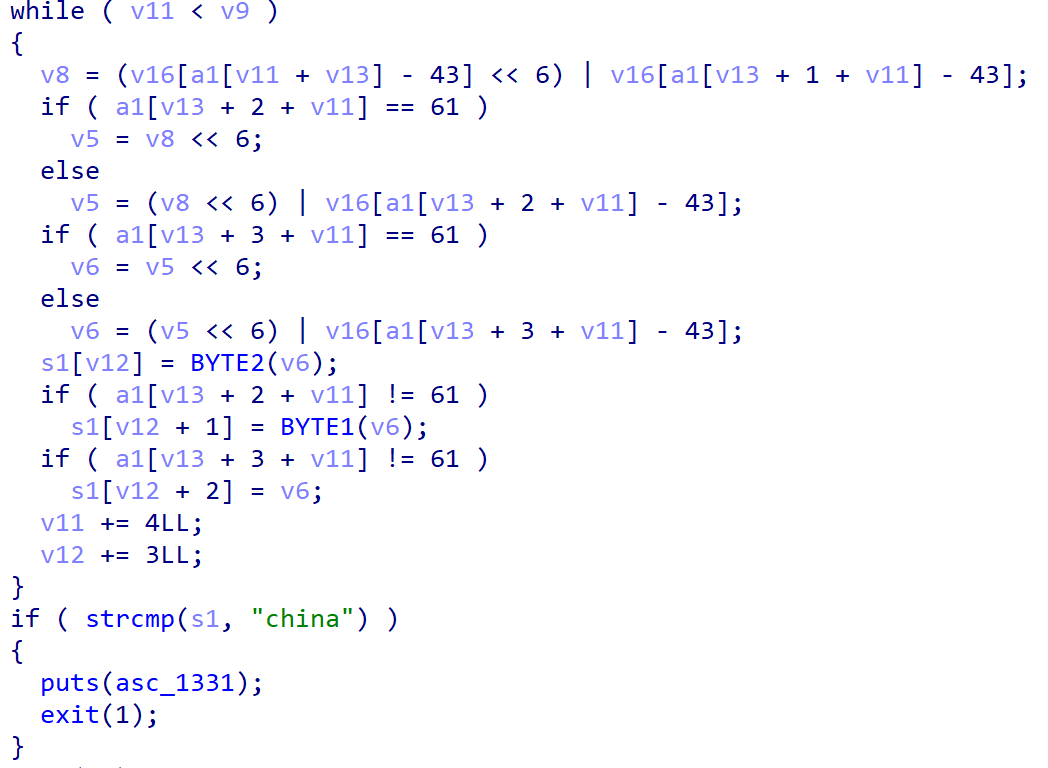 while ( v11 < v9 )
{
  v8 = (v16[a1[v11 + v13] - 43] << 6) | v16[a1[v13 + 1 + v11] - 43];
  if ( a1[v13 + 2 + v11] == 61 )
    v5 = v8 << 6;
  else
    v5 = (v8 << 6) | v16[a1[v13 + 2 + v11] - 43];
  if ( a1[v13 + 3 + v11] == 61 )
    v6 = v5 << 6;
  else
    v6 = (v5 << 6) | v16[a1[v13 + 3 + v11] - 43];
  s1[v12] = BYTE2(v6);
  if ( a1[v13 + 2 + v11] != 61 )
    s1[v12 + 1] = BYTE1(v6);
  if ( a1[v13 + 3 + v11] != 61 )
    s1[v12 + 2] = v6;
  v11 += 4LL;
  v12 += 3LL;
}
if ( strcmp(s1, "china") )
{
  puts(asc_1331);
  exit(1);
}